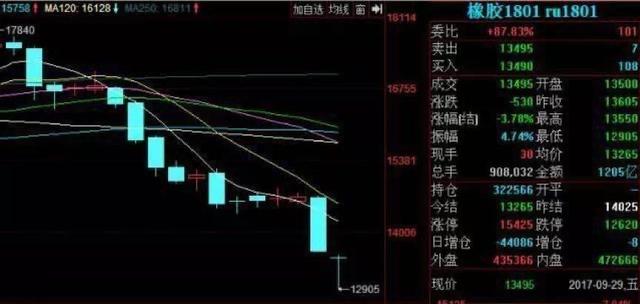 15758 ↑ MA120: 16128 ↓ MA250: 16811 ↑ 加自选 均线 窗
17840
18114
16755
15381
14006
12905
橡胶1801 ru1801
委比 +87.83% 101
卖出 13495 7
买入 13490 108
成交 13495 开盘 13500
涨跌 -530 昨收 13605
涨幅(结) -3.78% 最高 13550
振幅 4.74% 最低 12905
现手 30 均价 13265
总手 908,032 金额 1205亿
持仓 322566 开平 -
今结 13265 昨结 14025
涨停 15425 跌停 12620
日增仓 -44086 增仓 -8
外盘 435366 内盘 472666
现价 13495 2017-09-29,五